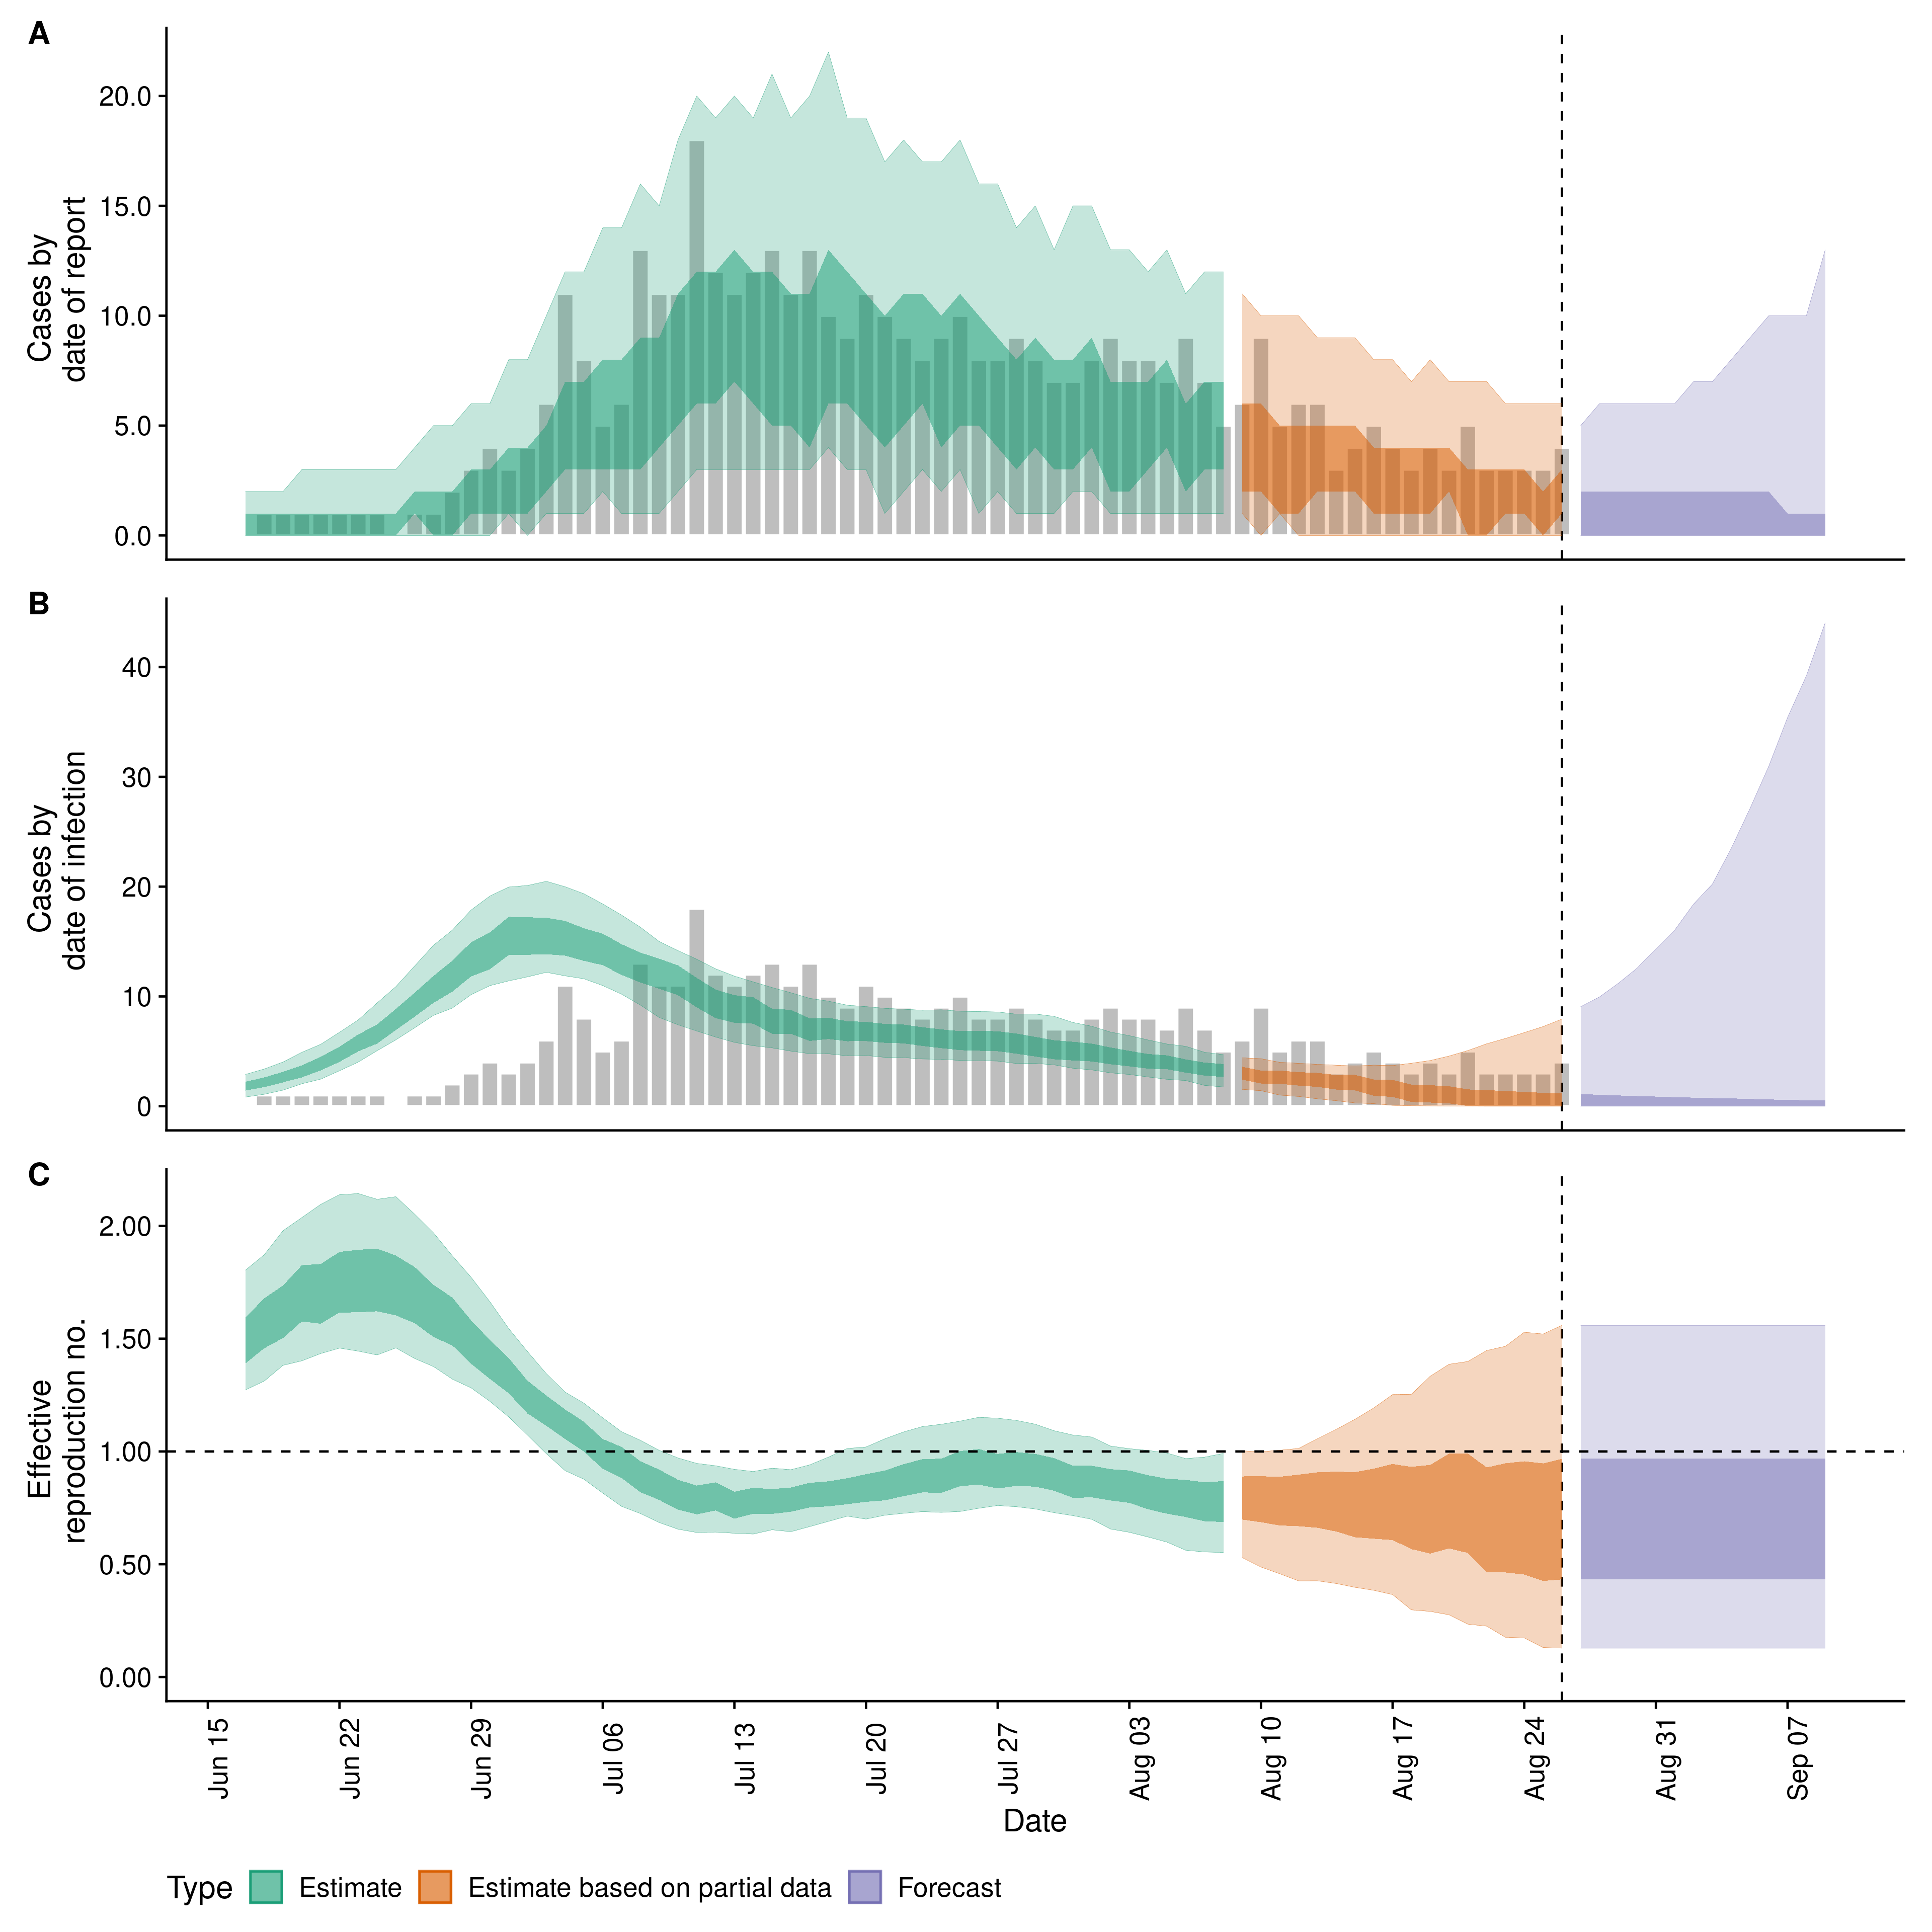 A
Cases by
date of report
20.0
15.0
10.0
5.0
0.0
B
Cases by
date of infection
40
30
20
10
0
C
Effective
reproduction no.
2.00
1.50
1.00
0.50
0.00
Jun 15
Jun 22
Jun 29
Jul 06
Jul 13
Jul 20
Jul 27
Aug 03
Aug 10
Aug 17
Aug 24
Aug 31
Sep 07
Date
Type Estimate Estimate based on partial data Forecast